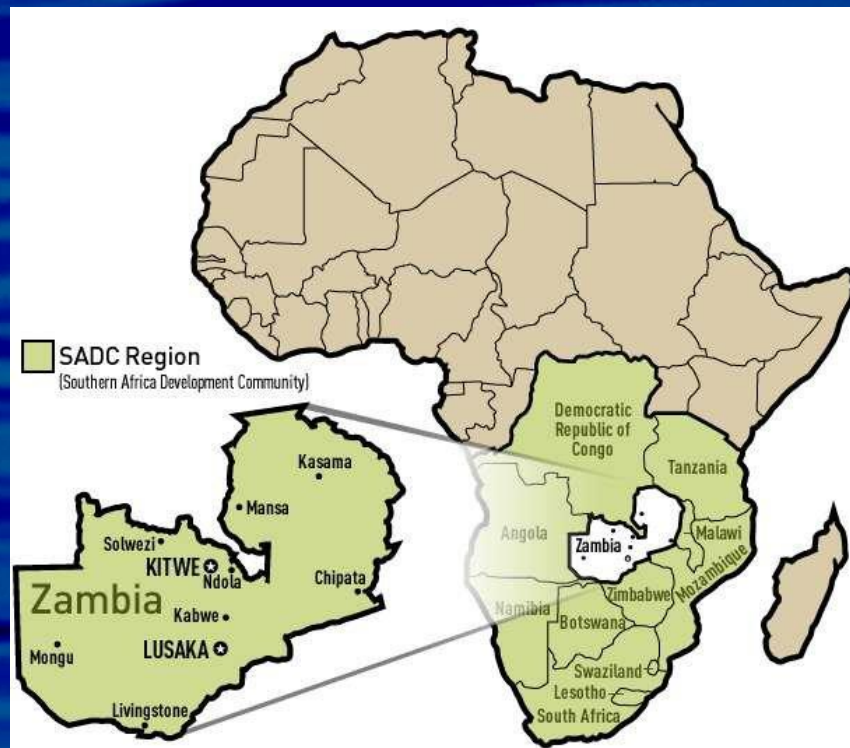 SADC Region
(Southern Africa Development Community)
Democratic
Republic of
Congo
Tanzania
Angola
Zambia
Malawi
Mozambique
Zimbabwe
Namibia
Botswana
Swaziland
Lesotho
South Africa
Kasama
Mansa
Solwezi
KITWE
Ndola
Chipata
Zambia
Kabwe
LUSAKA
Mongu
Livingstone